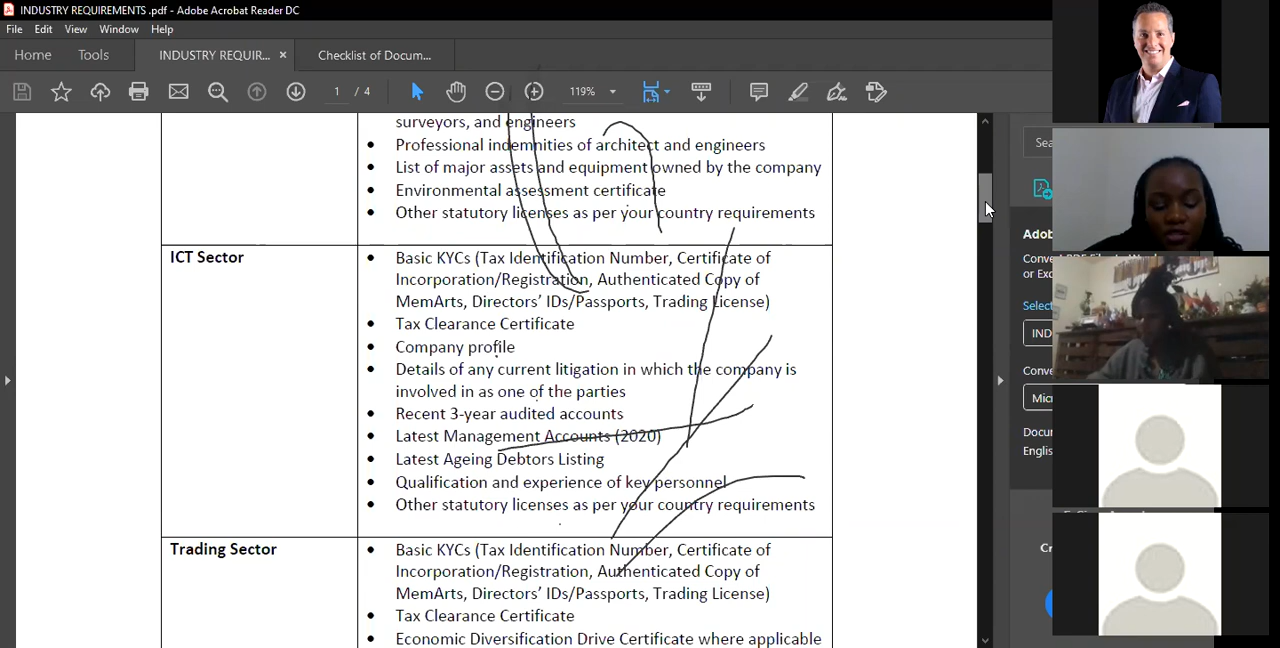 INDUSTRY REQUIREMENTS .pdf - Adobe Acrobat Reader DC
File Edit View Window Help
Home Tools INDUSTRY REQUIR... × Checklist of Docum...
1 / 4 119%
surveyors, and engineers
Professional indemnities of architect and engineers
List of major assets and equipment owned by the company
Environmental assessment certificate
Other statutory licenses as per your country requirements
ICT Sector
Basic KYCs (Tax Identification Number, Certificate of
Incorporation/Registration, Authenticated Copy of
MemArts, Directors' IDs/Passports, Trading License)
Tax Clearance Certificate
Company profile
Details of any current litigation in which the company is
involved in as one of the parties
Recent 3-year audited accounts
Latest Management Accounts (2020)
Latest Ageing Debtors Listing
Qualification and experience of key personnel
Other statutory licenses as per your country requirements
Trading Sector
Basic KYCs (Tax Identification Number, Certificate of
Incorporation/Registration, Authenticated Copy of
MemArts, Directors' IDs/Passports, Trading License)
Tax Clearance Certificate
Economic Diversification Drive Certificate where applicable
Sea
Adob
Conv
or Exc
Select
IND
Conve
Micr
Docum
English
Cr